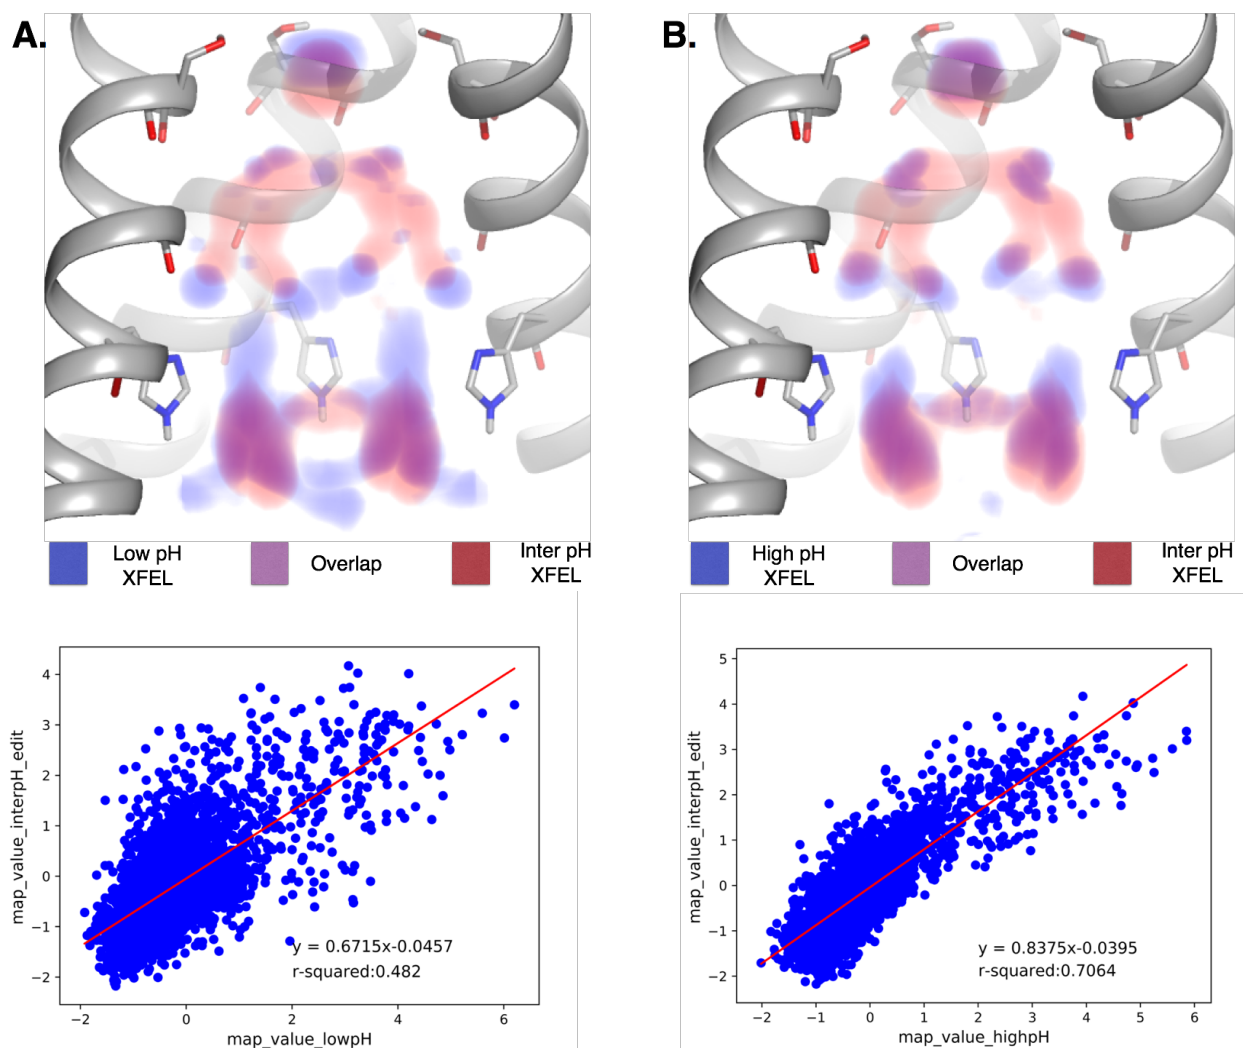 A.
B.
Low pH
XFEL
Overlap
Inter pH
XFEL
High pH
XFEL
Overlap
Inter pH
XFEL
4
3
2
1
0
−1
−2
map_value_interpH_edit
y = 0.6715x-0.0457
r-squared:0.482
−2
0
2
4
6
map_value_lowpH
5
4
3
2
1
0
−1
−2
map_value_interpH_edit
y = 0.8375x-0.0395
r-squared:0.7064
−2
−1
0
1
2
3
4
5
6
map_value_highpH